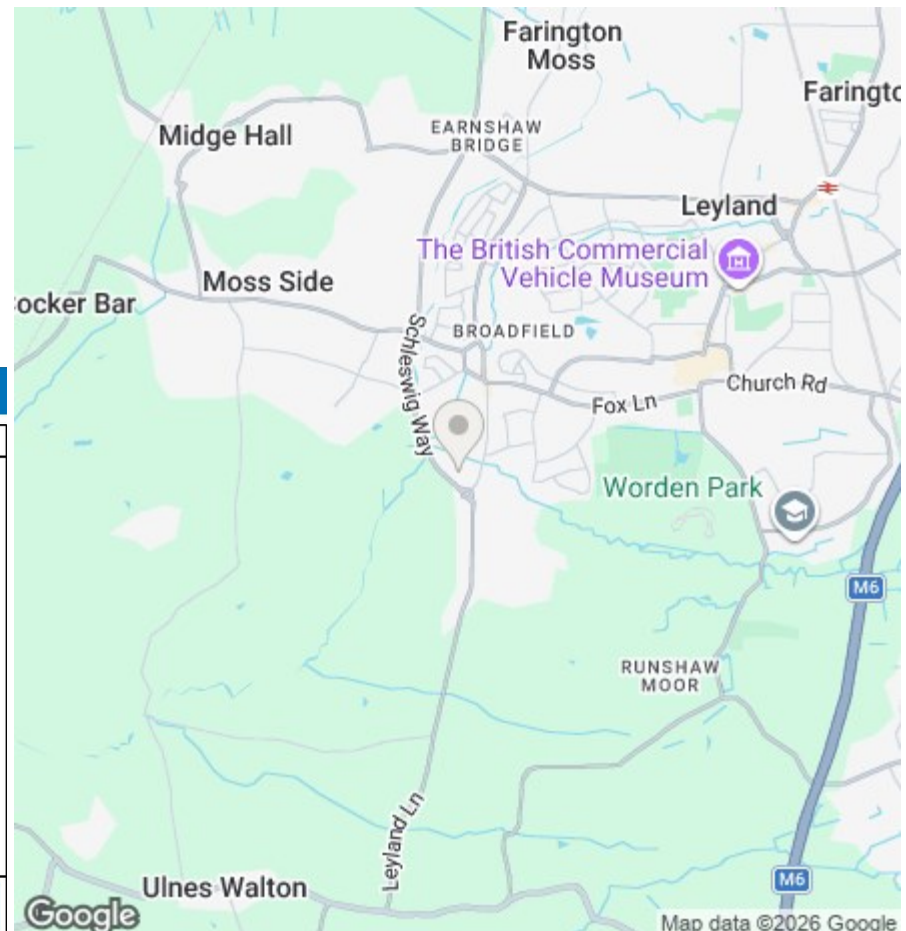 Farington
Moss
Faringto
Midge Hall
EARNSHAW
BRIDGE
Leyland
The British Commercial
Vehicle Museum
Moss Side
ocker Bar
BROADFIELD
Schleswig Way
Church Rd
Fox Ln
Worden Park
M6
RUNSHAW
MOOR
Leyland Ln
Ulnes Walton
M6
Google
Map data ©2026 Google